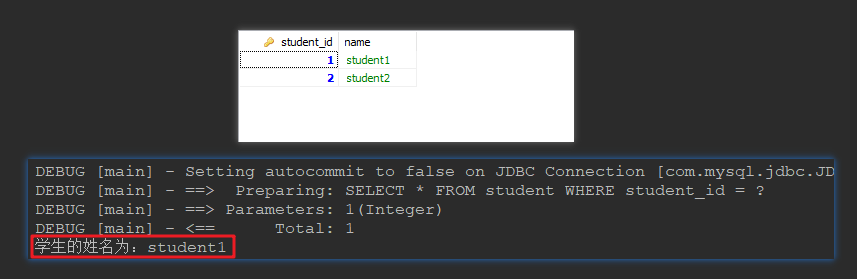 student_id name
1 student1
2 student2
DEBUG [main] - Setting autocommit to false on JDBC Connection [com.mysql.jdbc.JD
DEBUG [main] - ==>  Preparing: SELECT * FROM student WHERE student_id = ?
DEBUG [main] - ==> Parameters: 1(Integer)
DEBUG [main] - <==      Total: 1
学生的姓名为：student1